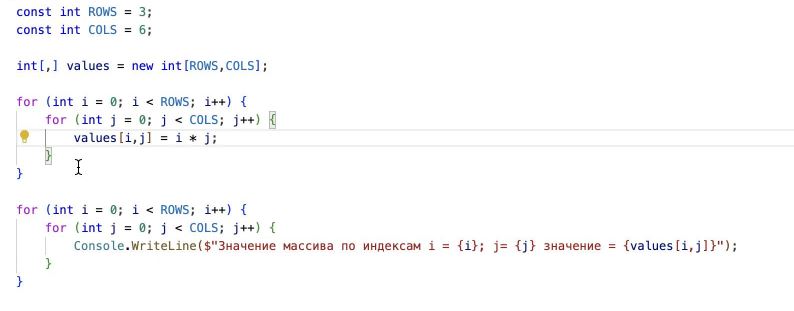 const int ROWS = 3;
const int COLS = 6;
int[,] values = new int[ROWS,COLS];
for (int i = 0; i < ROWS; i++) {
for (int j = 0; j < COLS; j++) {
values[i,j] = i * j;
}
}
for (int i = 0; i < ROWS; i++) {
for (int j = 0; j < COLS; j++) {
Console.WriteLine($"Значение массива по индексам i = {i}; j= {j} значение = {values[i,j]}");
}
}